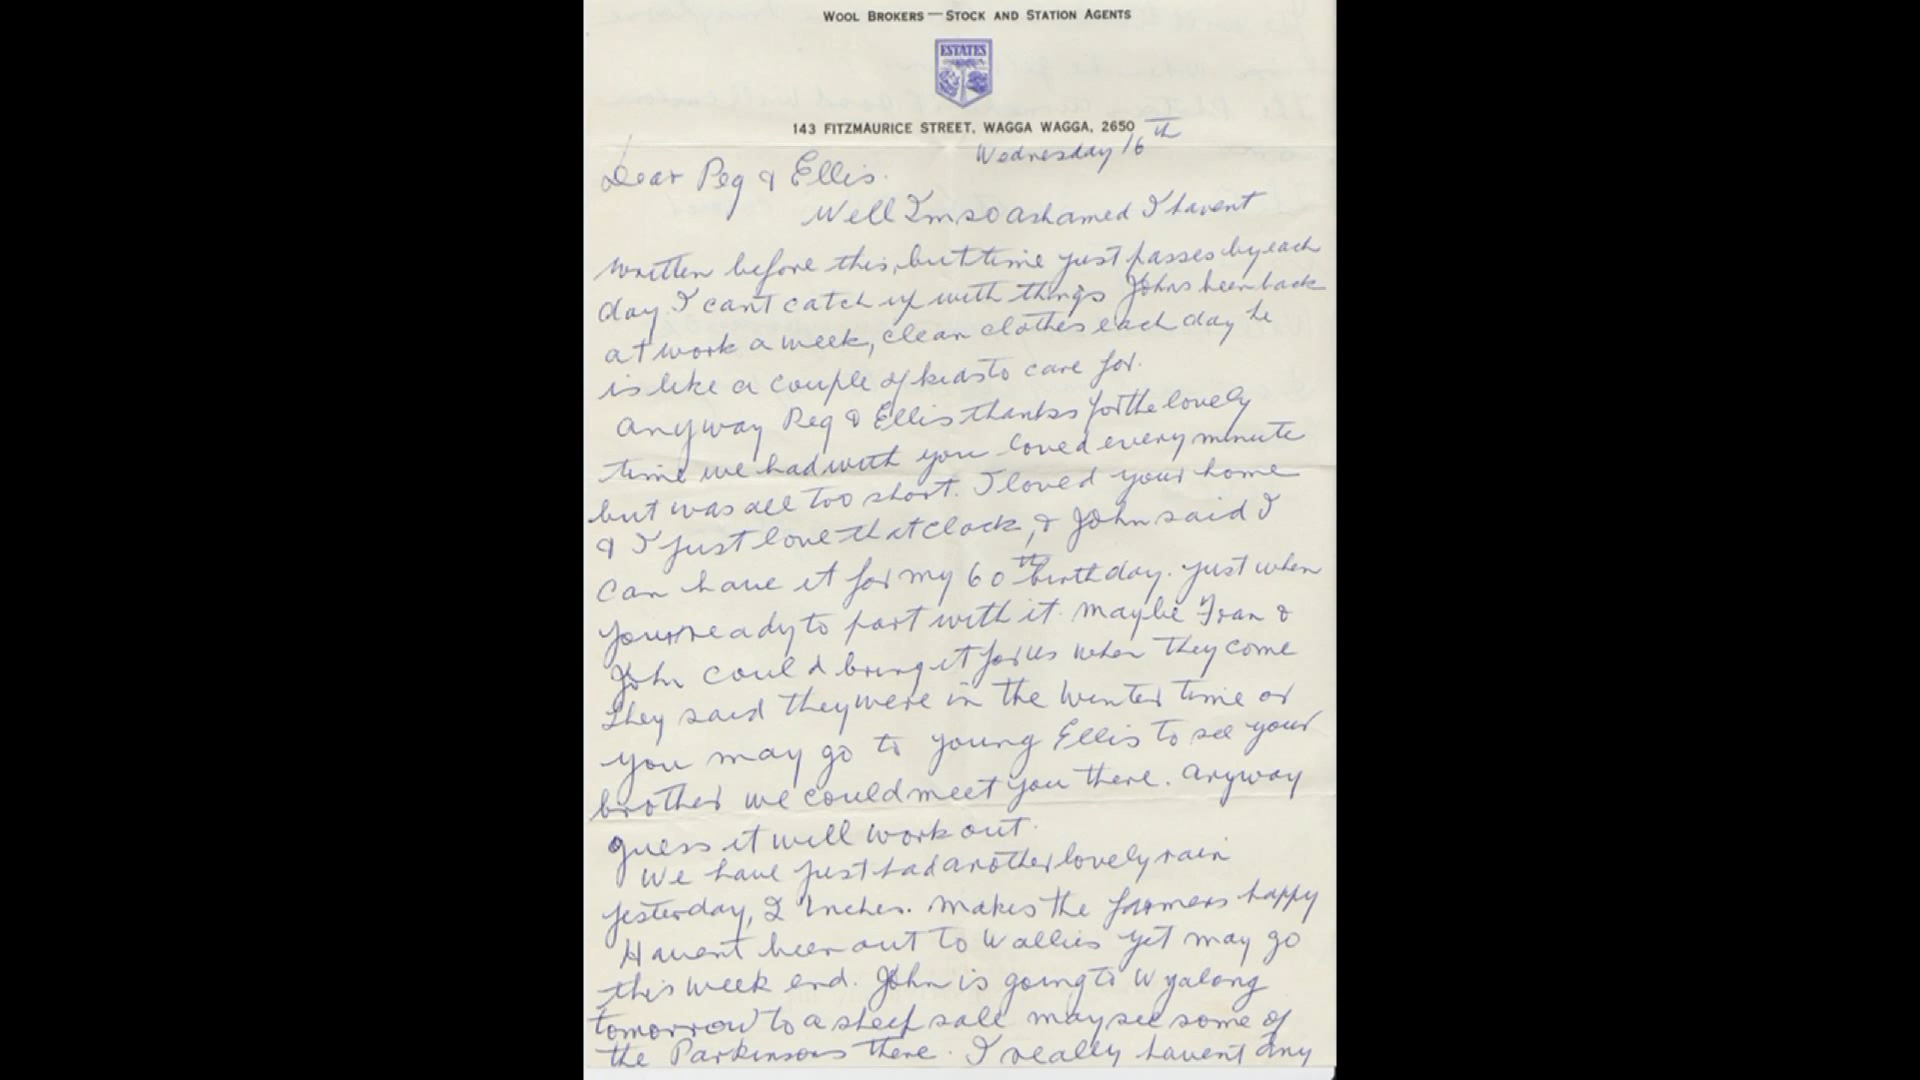 WOOL BROKERS — STOCK AND STATION AGENTS
ESTATES
143 FITZMAURICE STREET, WAGGA WAGGA, 2650
Wednesday 16th
Dear Peg & Ellis.
Well Im so ashamed I havent
written before this, but time just passes by each
day I cant catch up with things Johns been back
at work a week, clean clothes each day he
is like a couple of kids to care for.
Anyway Peg & Ellis thanks for the lovely
time we had with you loved every minute
but was all too short. I loved your home
& I just love that clock, & John said I
can have it for my 60th birthday. just when
your ready to part with it. Maybe Fran &
John could bring it for us when they come
They said they were in the Winter time or
you may go to young Ellis to see your
brother we could meet you there. Anyway
guess it will work out.
We have just had another lovely rain
yesterday, 2 inches. Makes the farmers happy
Havent been out to Wallies yet may go
this week end. John is going to Wyalong
tomorrow to a sheep sale may see some of
the Parkinsons there. I really havent any